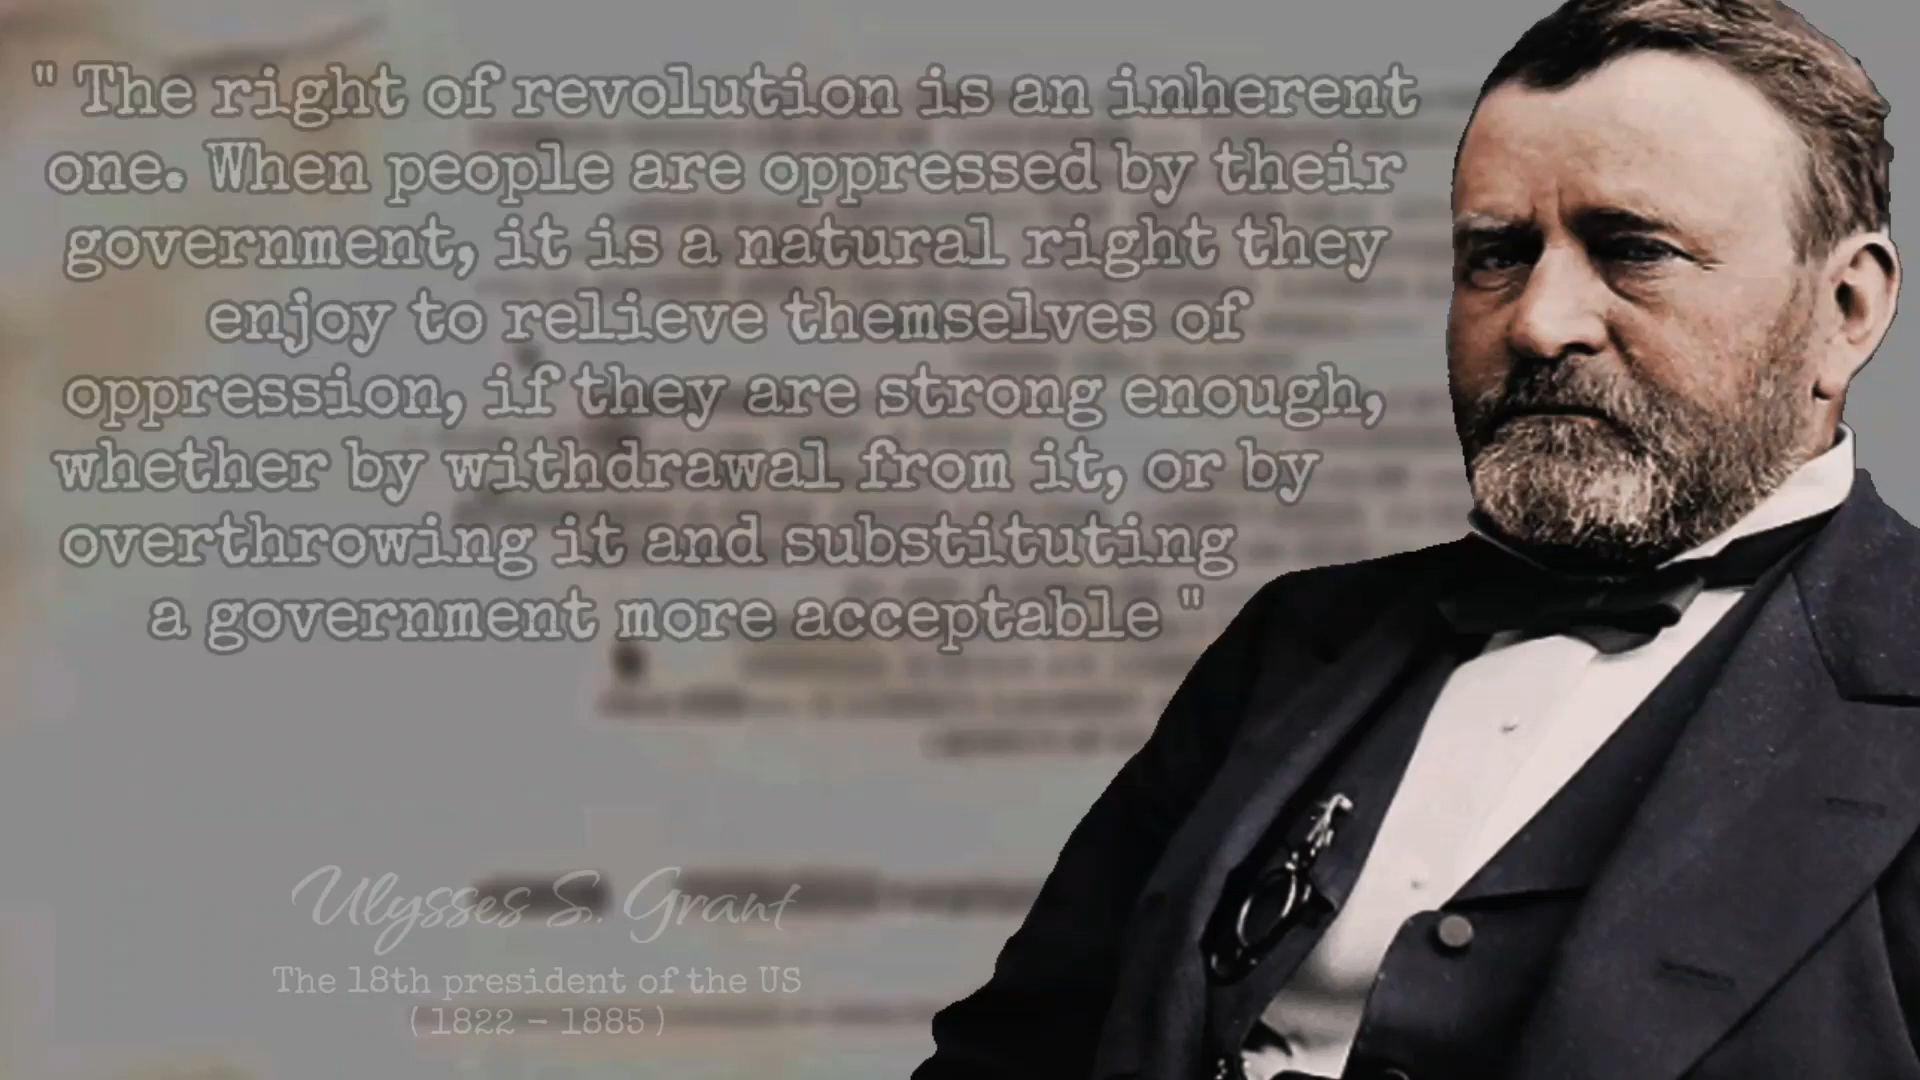 " The right of revolution is an inherent
one. When people are oppressed by their
government, it is a natural right they
enjoy to relieve themselves of
oppression, if they are strong enough,
whether by withdrawal from it, or by
overthrowing it and substituting
a government more acceptable "
Ulysses S. Grant
The 18th president of the US
( 1822 - 1885 )